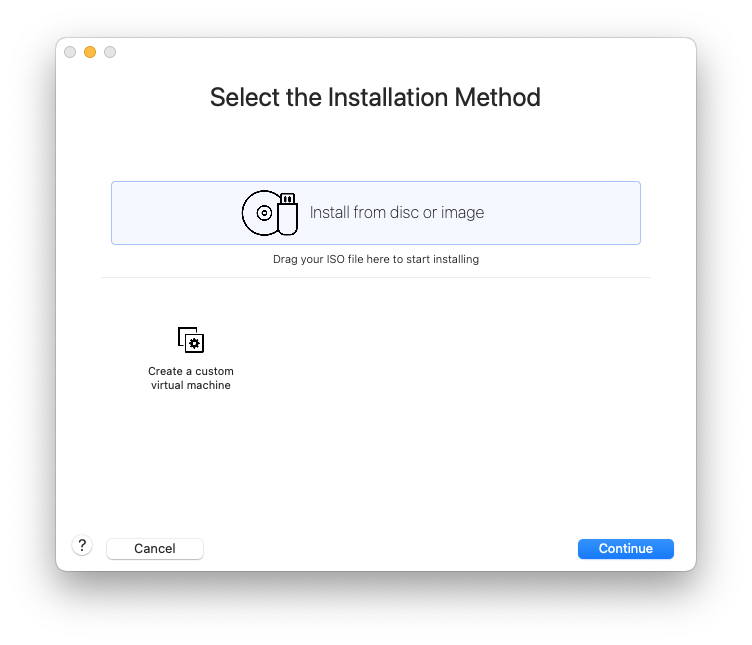 Select the Installation Method
Install from disc or image
Drag your ISO file here to start installing
Create a custom
virtual machine
?
Cancel
Continue